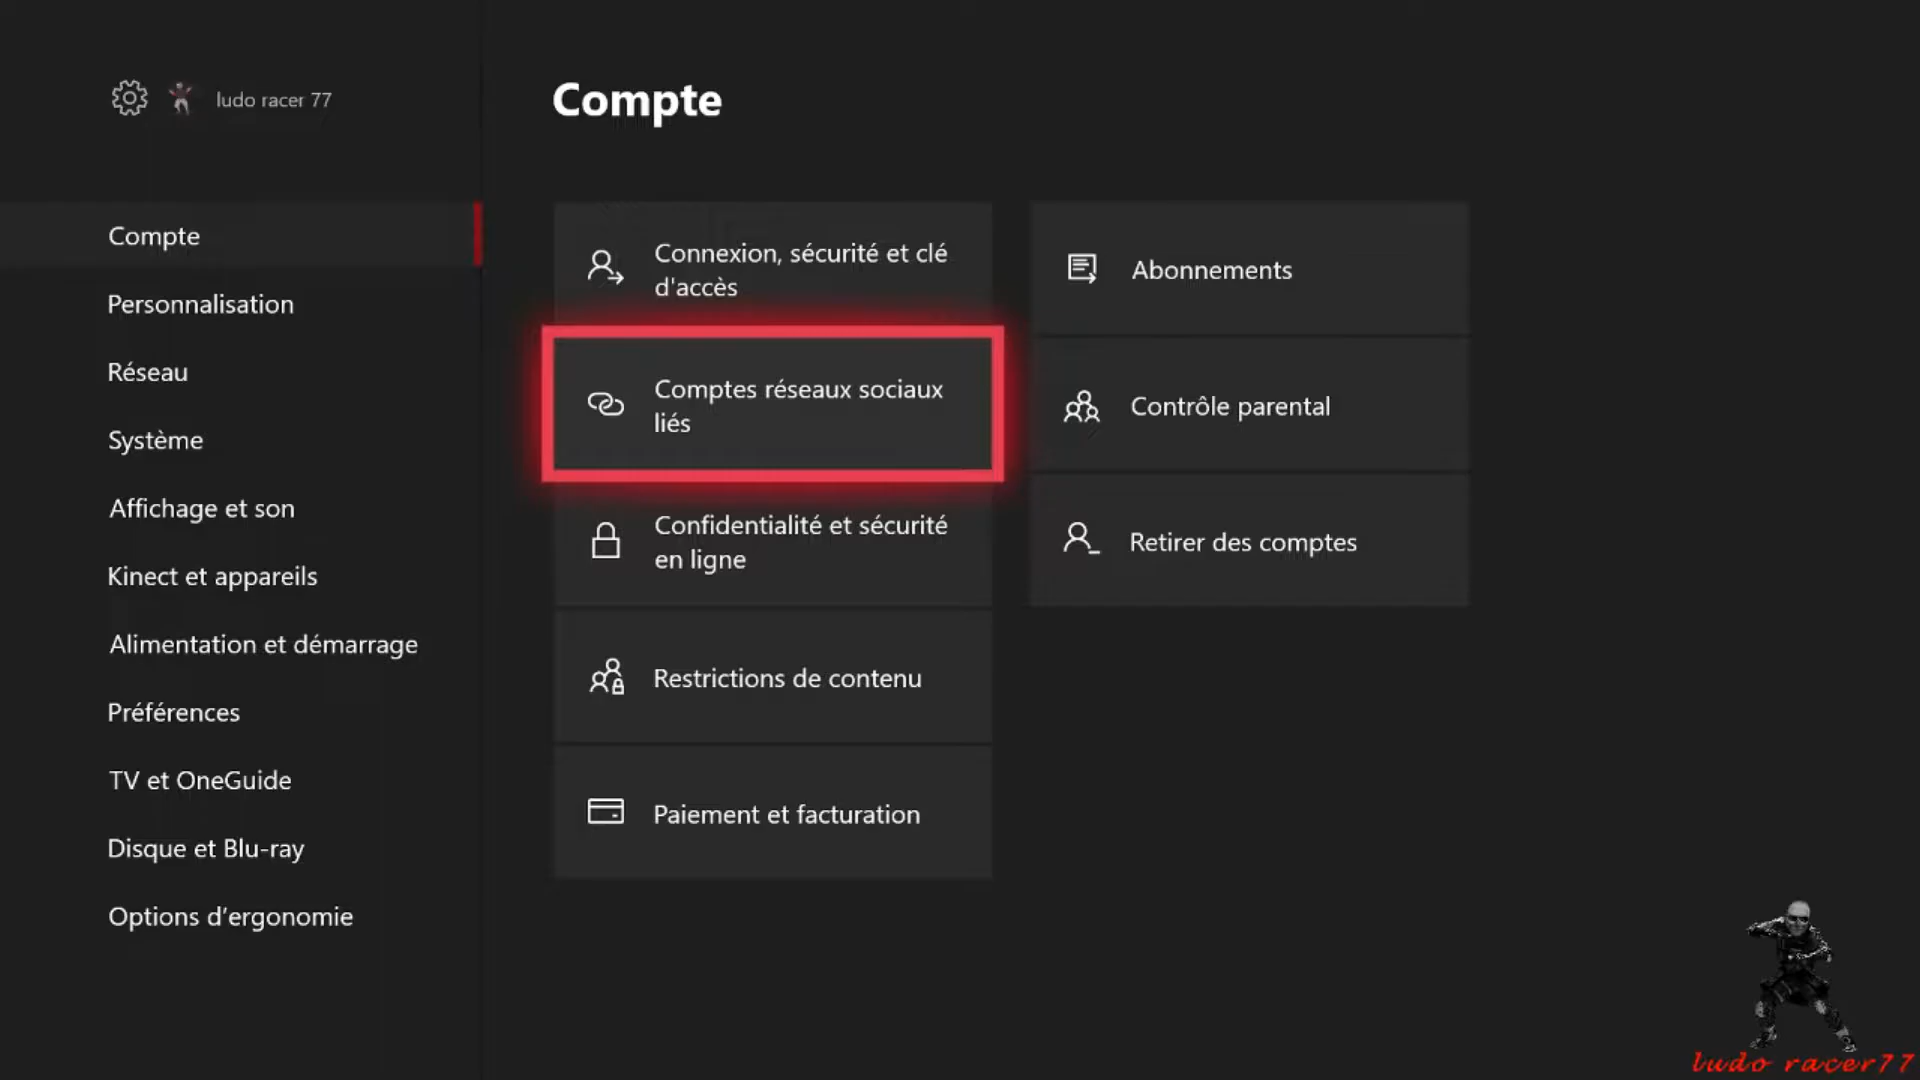 ludo racer 77
Compte
Compte
Personnalisation
Réseau
Système
Affichage et son
Kinect et appareils
Alimentation et démarrage
Préférences
TV et OneGuide
Disque et Blu-ray
Options d’ergonomie
Connexion, sécurité et clé
d'accès
Comptes réseaux sociaux
liés
Confidentialité et sécurité
en ligne
Restrictions de contenu
Paiement et facturation
Abonnements
Contrôle parental
Retirer des comptes
ludo racer77